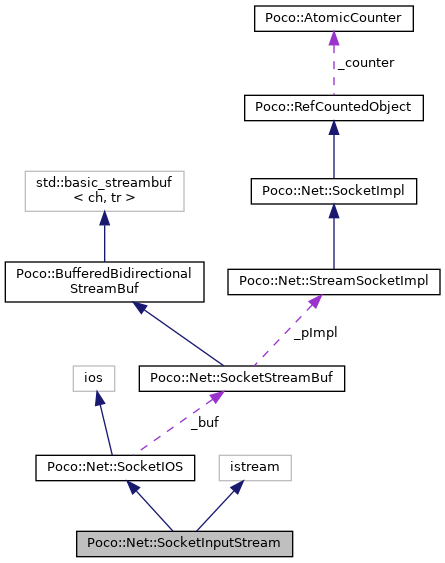 Poco::AtomicCounter
_counter
Poco::RefCountedObject
Poco::Net::SocketImpl
std::basic_streambuf
< ch, tr >
Poco::BufferedBidirectional
StreamBuf
Poco::Net::StreamSocketImpl
_pImpl
ios
Poco::Net::SocketStreamBuf
_buf
Poco::Net::SocketIOS
istream
Poco::Net::SocketInputStream